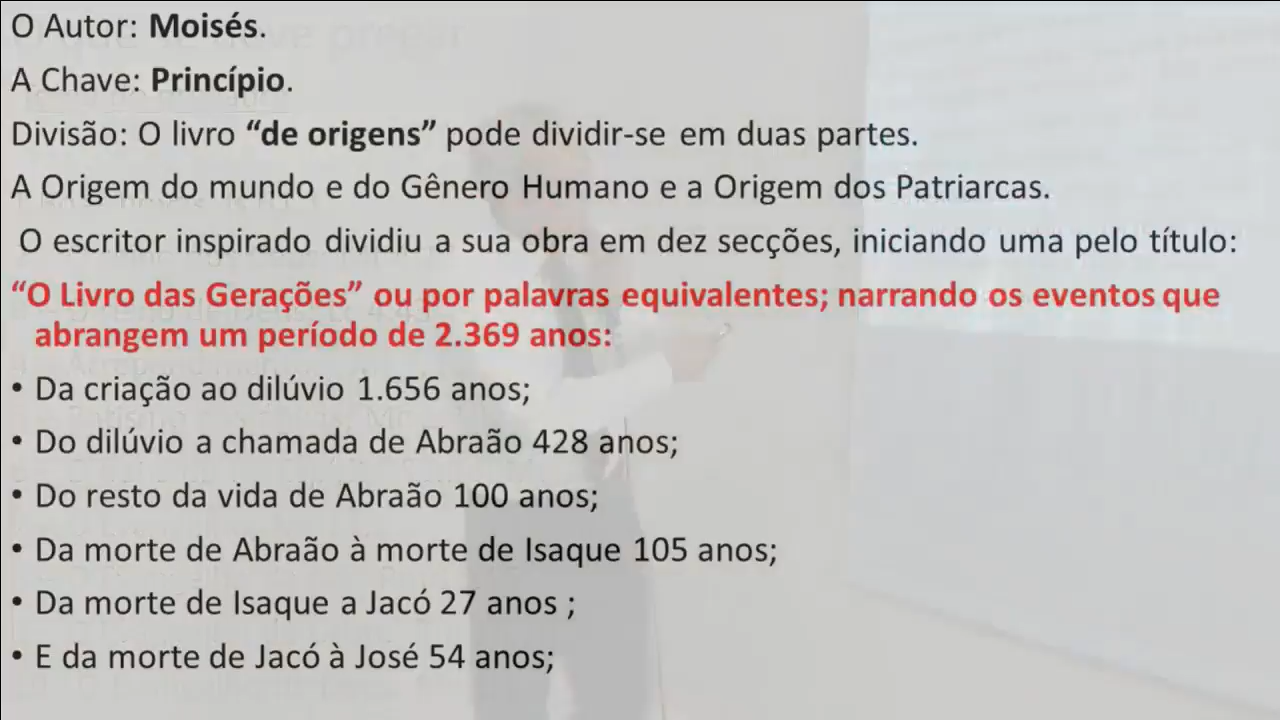 O Autor: Moisés.
A Chave: Princípio.
Divisão: O livro “de origens” pode dividir-se em duas partes.
A Origem do mundo e do Gênero Humano e a Origem dos Patriarcas.
O escritor inspirado dividiu a sua obra em dez secções, iniciando uma pelo título:
“O Livro das Gerações” ou por palavras equivalentes; narrando os eventos que
abrangem um período de 2.369 anos:
• Da criação ao dilúvio 1.656 anos;
• Do dilúvio a chamada de Abraão 428 anos;
• Do resto da vida de Abraão 100 anos;
• Da morte de Abraão à morte de Isaque 105 anos;
• Da morte de Isaque a Jacó 27 anos ;
• E da morte de Jacó à José 54 anos;